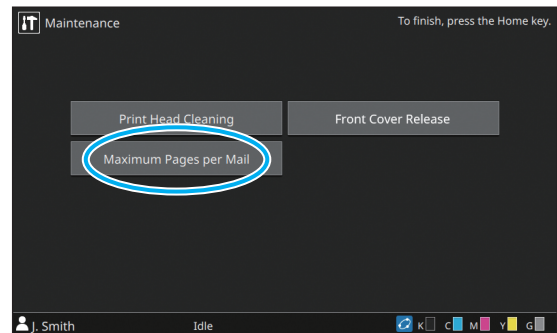 Maintenance
To finish, press the Home key.
Print Head Cleaning
Front Cover Release
Maximum Pages per Mail
J. Smith
Idle
K C M Y G